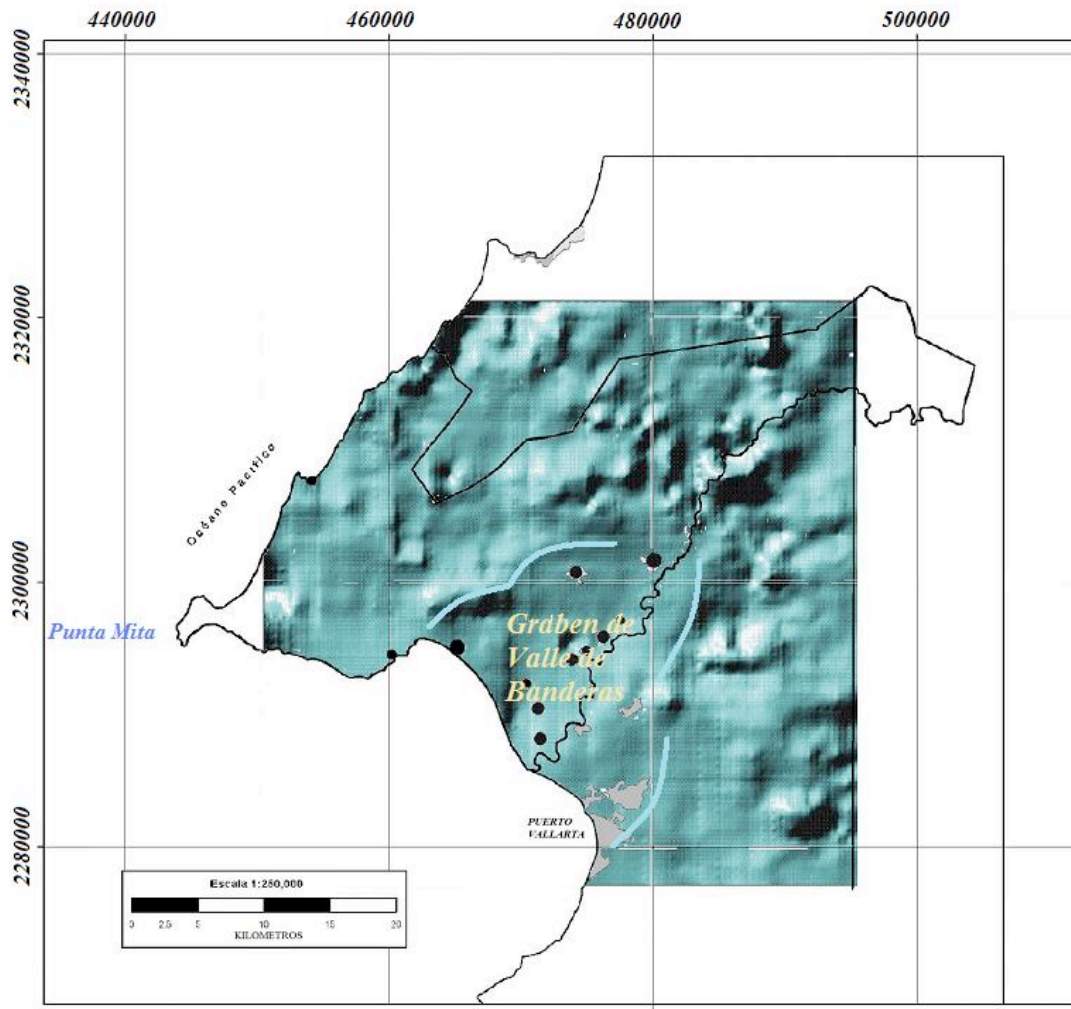 440000 460000 480000 500000
2340000
2320000
2300000
2280000
Océano Pacífico
Punta Mita
Graben de
Valle de
Banderas
PUERTO
VALLARTA
Escala 1:250,000
0 2.5 5 10 15 20
KILOMETROS